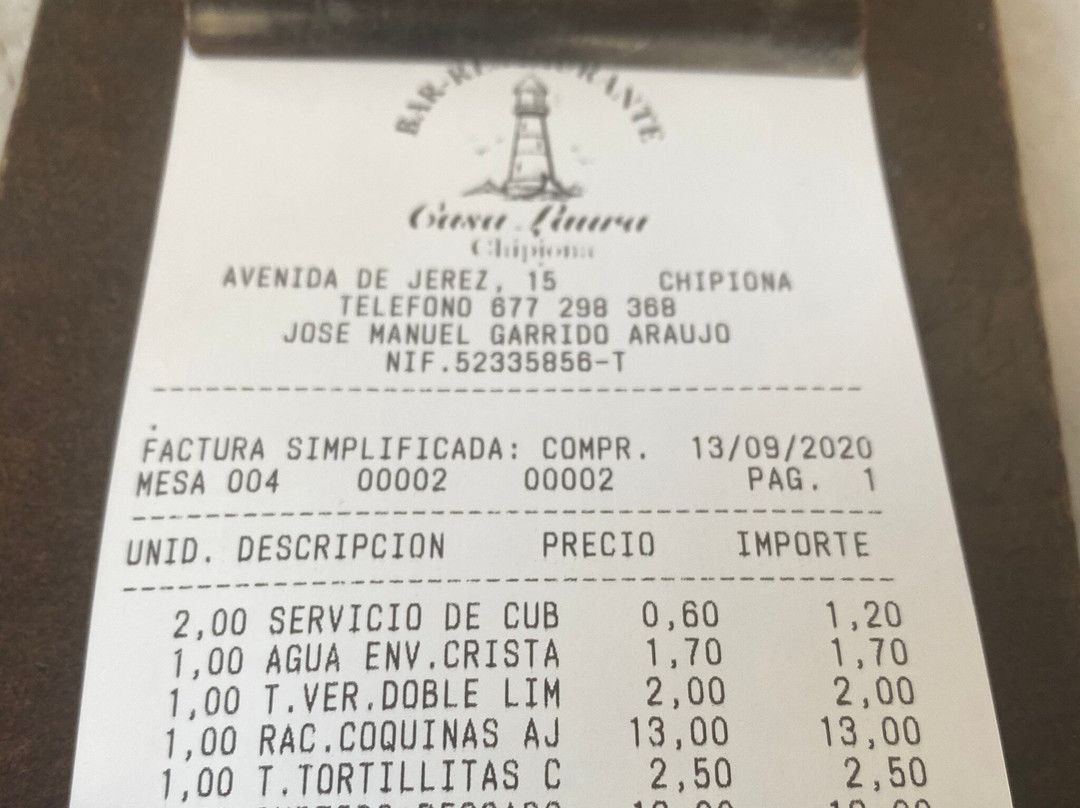 BAR-RESTAURANTE
Casa Laura
Chipiona
AVENIDA DE JEREZ, 15 CHIPIONA
TELEFONO 677 298 368
JOSE MANUEL GARRIDO ARAUJO
NIF.52335856-T
FACTURA SIMPLIFICADA: COMPR. 13/09/2020
MESA 004 00002 00002 PAG. 1
UNID. DESCRIPCION PRECIO IMPORTE
2,00 SERVICIO DE CUB 0,60 1,20
1,00 AGUA ENV.CRISTA 1,70 1,70
1,00 T.VER.DOBLE LIM 2,00 2,00
1,00 RAC.COQUINAS AJ 13,00 13,00
1,00 T.TORTILLITAS C 2,50 2,50